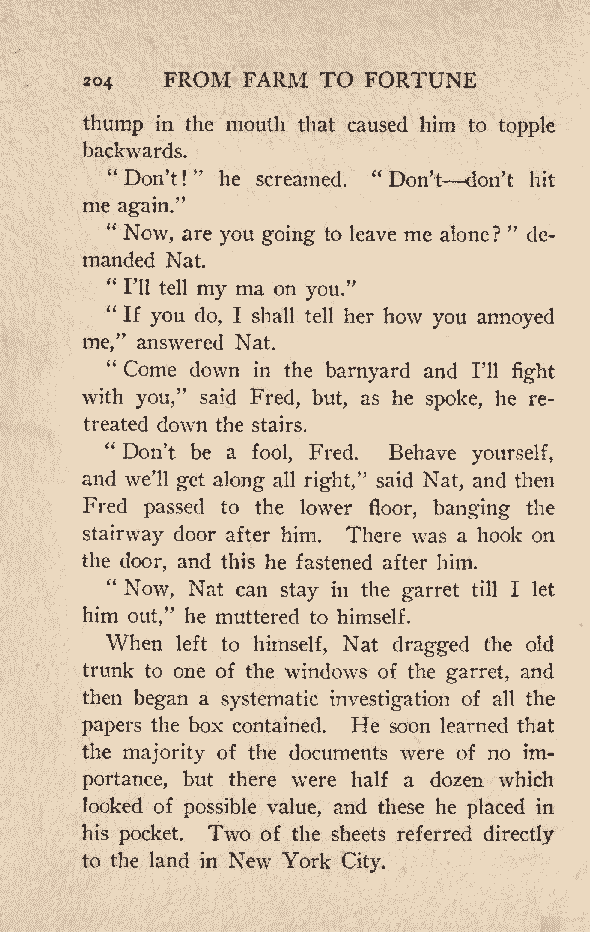 204 FROM FARM TO FORTUNE
thump in the mouth that caused him to topple
backwards.
“ Don’t! ” he screamed. “ Don’t—don’t hit
me again.”
“ Now, are you going to leave me alone? ” de-
manded Nat.
“ I’ll tell my ma on you.”
“ If you do, I shall tell her how you annoyed
me,” answered Nat.
“ Come down in the barnyard and I’ll fight
with you,” said Fred, but, as he spoke, he re-
treated down the stairs.
“ Don’t be a fool, Fred. Behave yourself,
and we’ll get along all right,” said Nat, and then
Fred passed to the lower floor, banging the
stairway door after him. There was a hook on
the door, and this he fastened after him.
“ Now, Nat can stay in the garret till I let
him out,” he muttered to himself.
When left to himself, Nat dragged the old
trunk to one of the windows of the garret, and
then began a systematic investigation of all the
papers the box contained. He soon learned that
the majority of the documents were of no im-
portance, but there were half a dozen which
looked of possible value, and these he placed in
his pocket. Two of the sheets referred directly
to the land in New York City.